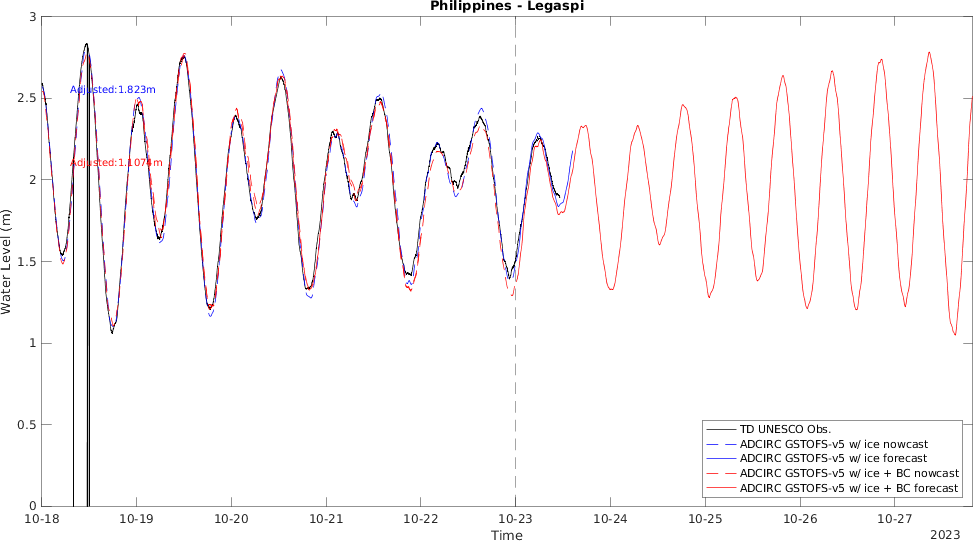 Philippines - Legaspi
3
2.5
2
1.5
1
0.5
0
Water Level (m)
Adjusted:1.823m
Adjusted:1.1074m
TD UNESCO Obs.
ADCIRC GSTOFS-v5 w/ ice nowcast
ADCIRC GSTOFS-v5 w/ ice forecast
ADCIRC GSTOFS-v5 w/ ice + BC nowcast
ADCIRC GSTOFS-v5 w/ ice + BC forecast
10-18 10-19 10-20 10-21 10-22 10-23 10-24 10-25 10-26 10-27
Time
2023